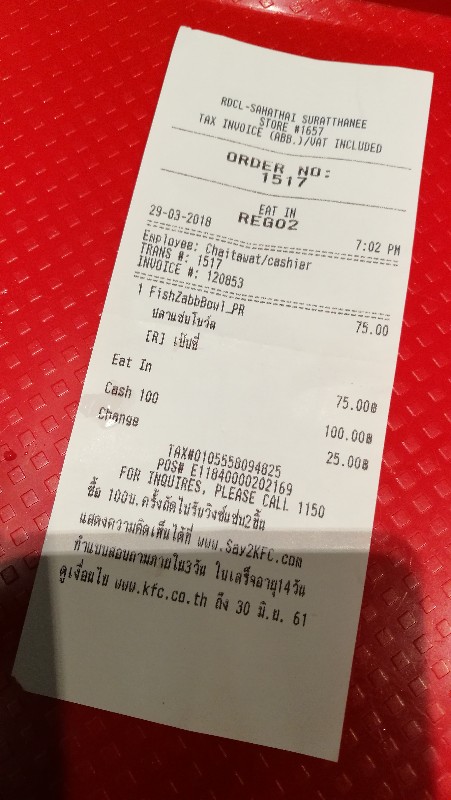 RDCL-SAHATHAI SURATTHANEE
STORE #1657
TAX INVOICE (ABB.)/VAT INCLUDED
ORDER NO:
1517
EAT IN
29-03-2018 REG02 7:02 PM
Employee: Chaitawat/cashier
TRANS #: 1517
INVOICE #: 120853
1 FishZabbBowl_PR 75.00
ปลาแซ่บโบว์ล
[ER] เป๊ปซี่
Eat In 75.00฿
Cash 100 100.00฿
Change 25.00฿
TAX#0105558094825
POS# E11840000202169
FOR INQUIRES, PLEASE CALL 1150
ซื้อ 100บ.ครั้งถัดไปรับวิงซ์แซ่บ2ชิ้น
แสดงความคิดเห็นได้ที่ www.Say2KFC.com
ทำแบบสอบถามภายใน3วัน ใบเสร็จอายุ14วัน
ดูเงื่อนไข www.kfc.co.th ถึง 30 มิ.ย. 61